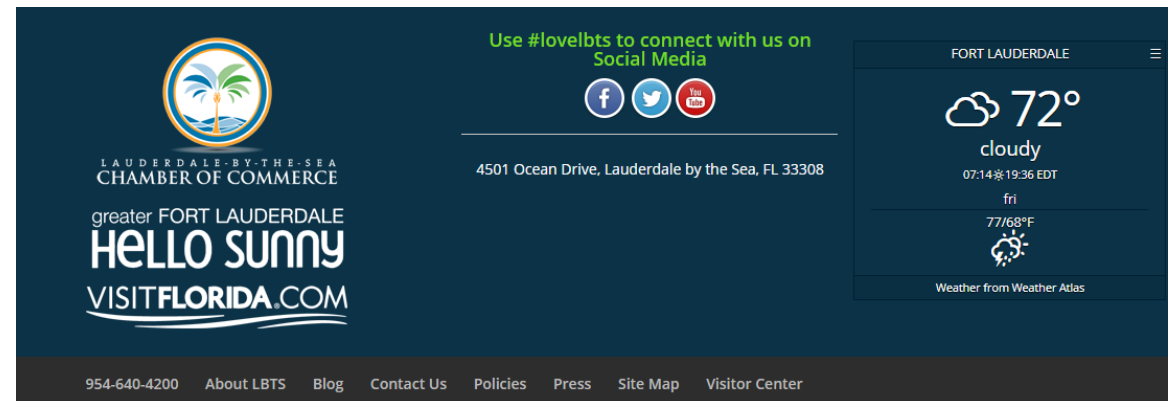 LAUDERDALE-BY-THE-SEA
CHAMBER OF COMMERCE
greater FORT LAUDERDALE
HELLO SUNNY
VISITFLORIDA.COM
Use #lovelbts to connect with us on
Social Media
f
You
Tube
4501 Ocean Drive, Lauderdale by the Sea, FL 33308
FORT LAUDERDALE
72°
cloudy
07:14 19:36 EDT
fri
77/68°F
Weather from Weather Atlas
954-640-4200 About LBTS Blog Contact Us Policies Press Site Map Visitor Center